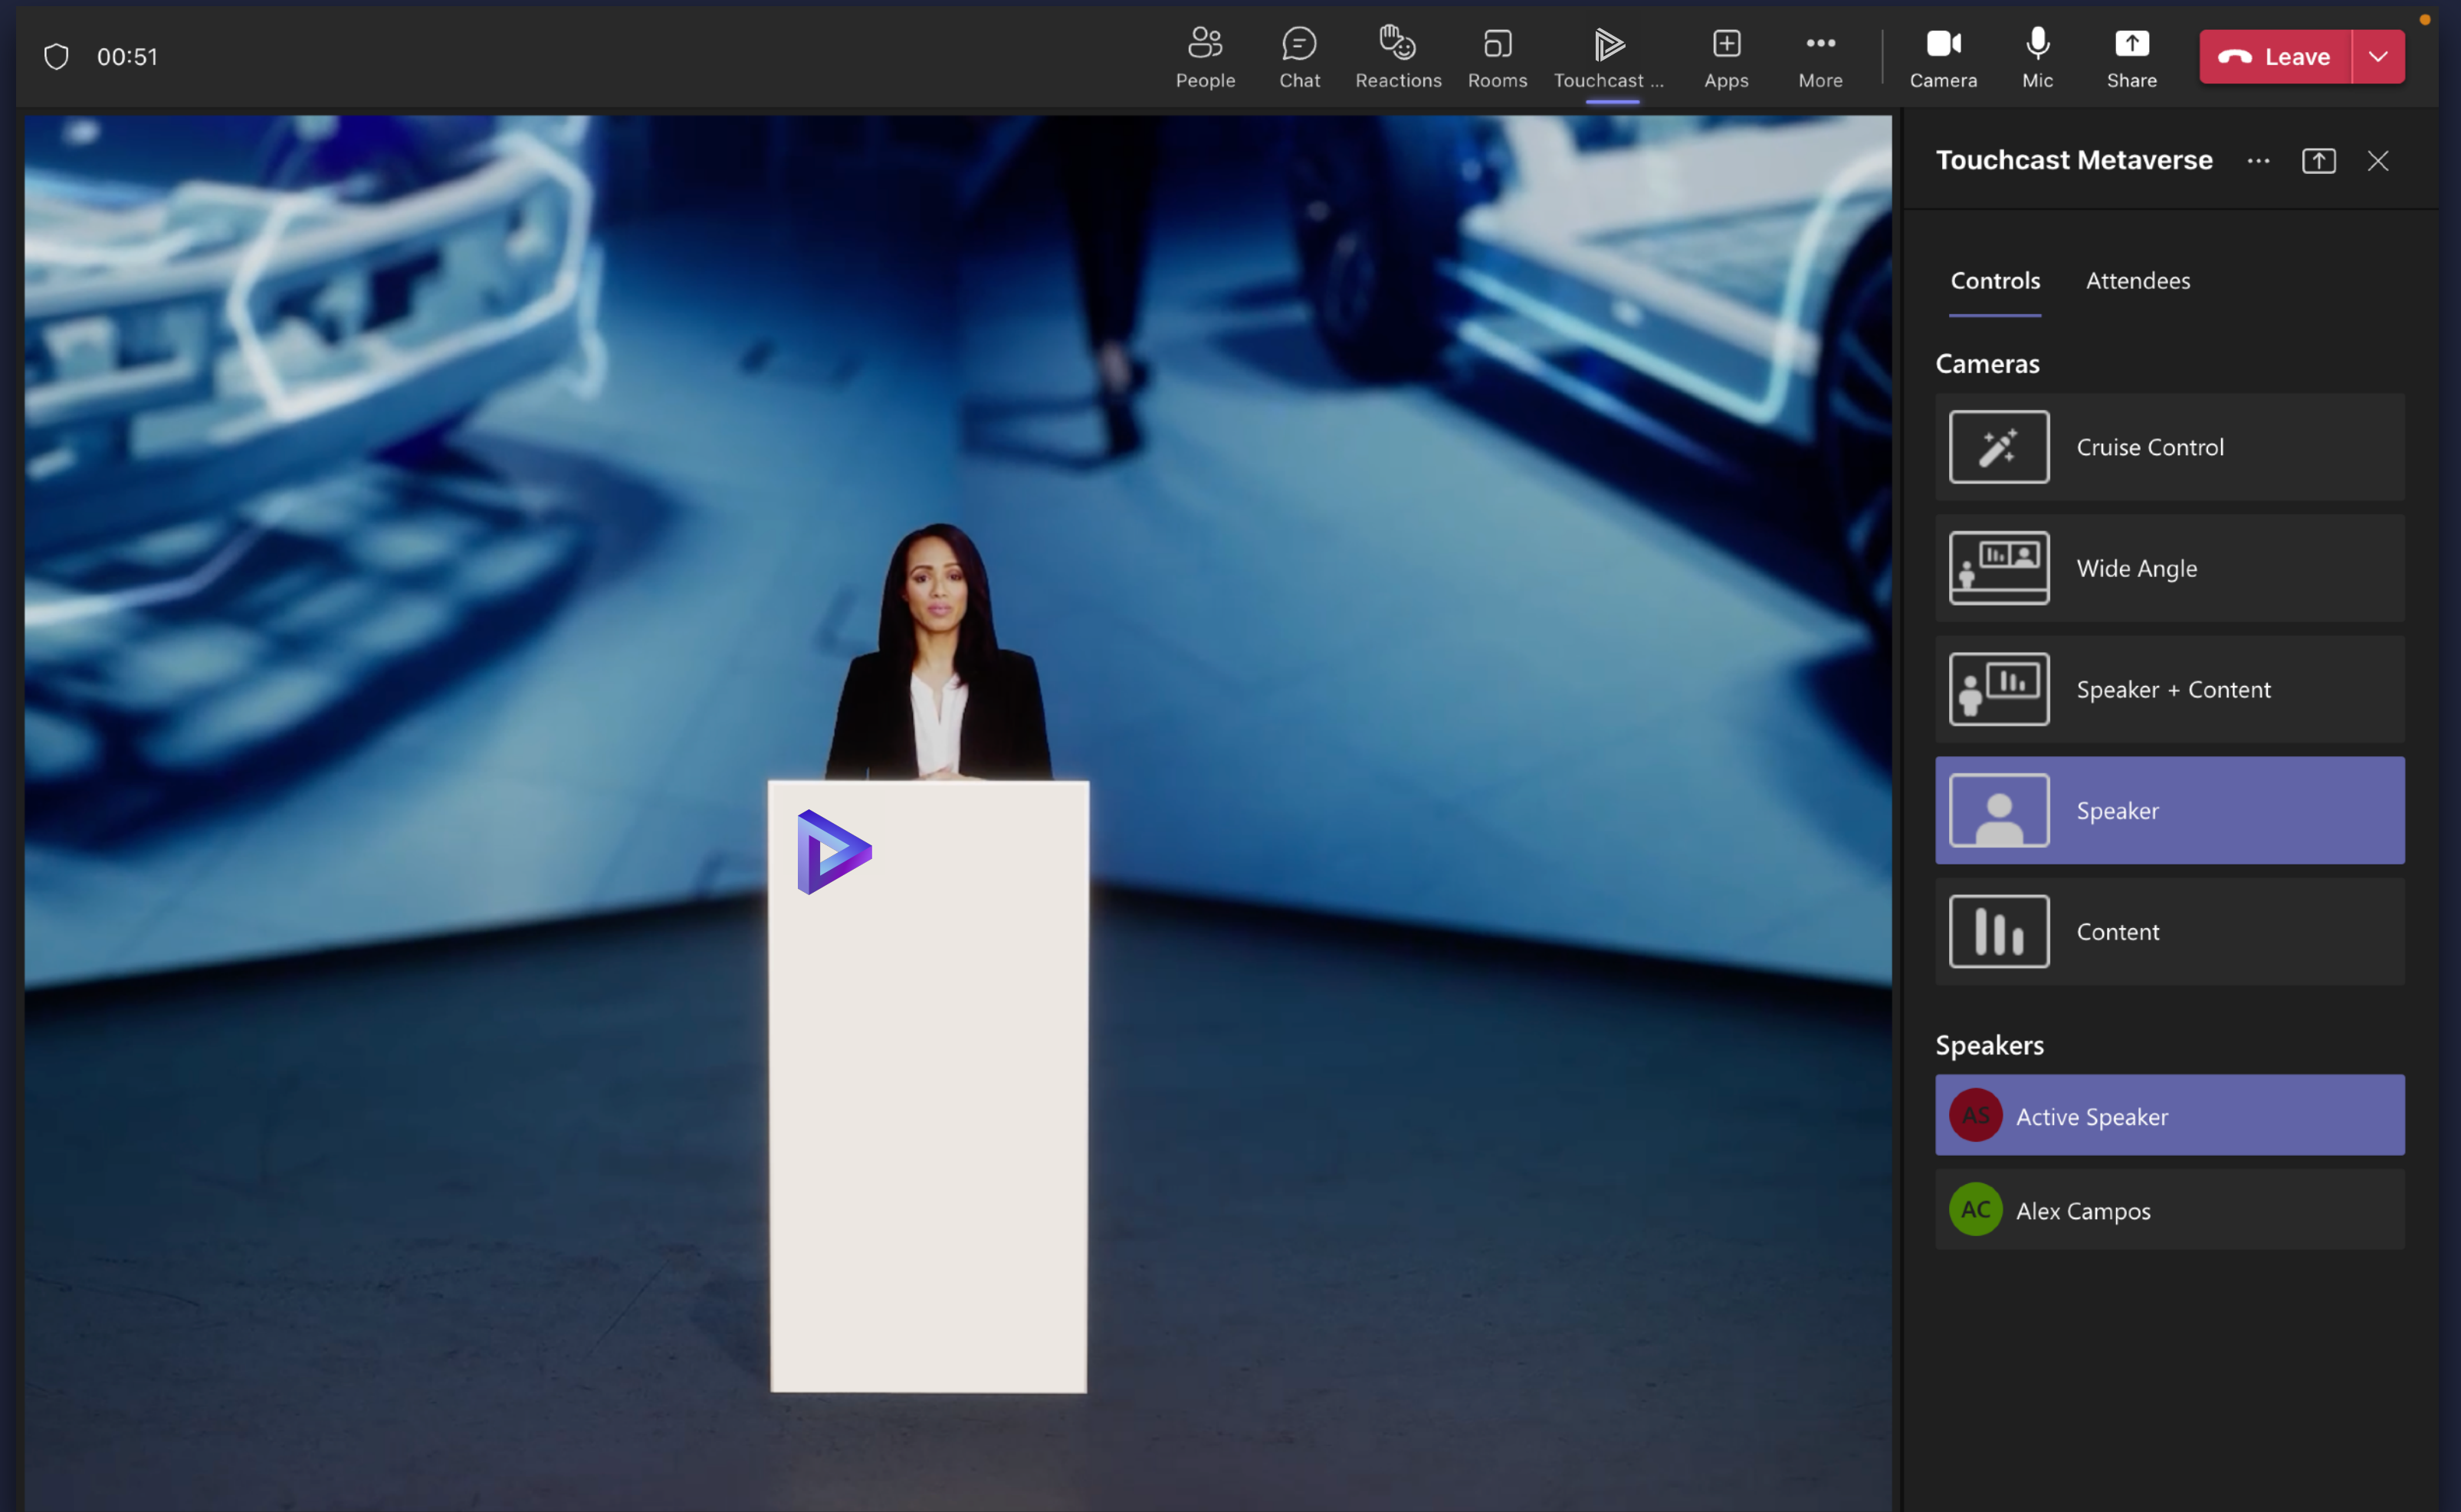 00:51
People
Chat
Reactions
Rooms
Touchcast ...
Apps
More
Camera
Mic
Share
Leave
Touchcast Metaverse
Controls
Attendees
Cameras
Cruise Control
Wide Angle
Speaker + Content
Speaker
Content
Speakers
AS
Active Speaker
AC
Alex Campos